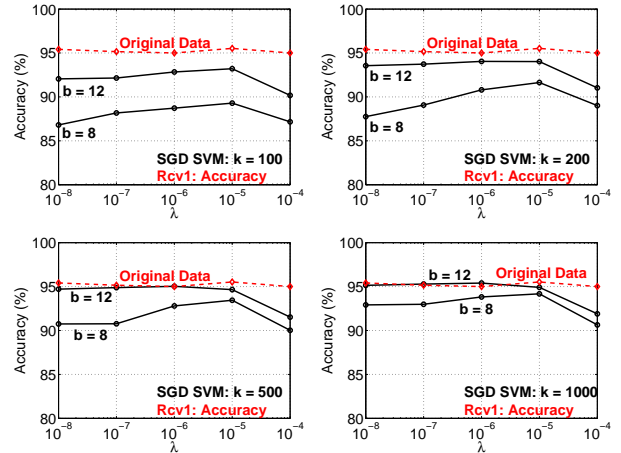 100
95
90
85
80
Accuracy (%)
Original Data
b = 12
b = 8
SGD SVM: k = 100
Rcv1: Accuracy
10⁻⁸ 10⁻⁷ 10⁻⁶ 10⁻⁵ 10⁻⁴
λ
100
95
90
85
80
Accuracy (%)
Original Data
b = 12
b = 8
SGD SVM: k = 200
Rcv1: Accuracy
10⁻⁸ 10⁻⁷ 10⁻⁶ 10⁻⁵ 10⁻⁴
λ
100
95
90
85
80
Accuracy (%)
Original Data
b = 12
b = 8
SGD SVM: k = 500
Rcv1: Accuracy
10⁻⁸ 10⁻⁷ 10⁻⁶ 10⁻⁵ 10⁻⁴
λ
100
95
90
85
80
Accuracy (%)
b = 12
Original Data
b = 8
SGD SVM: k = 1000
Rcv1: Accuracy
10⁻⁸ 10⁻⁷ 10⁻⁶ 10⁻⁵ 10⁻⁴
λ